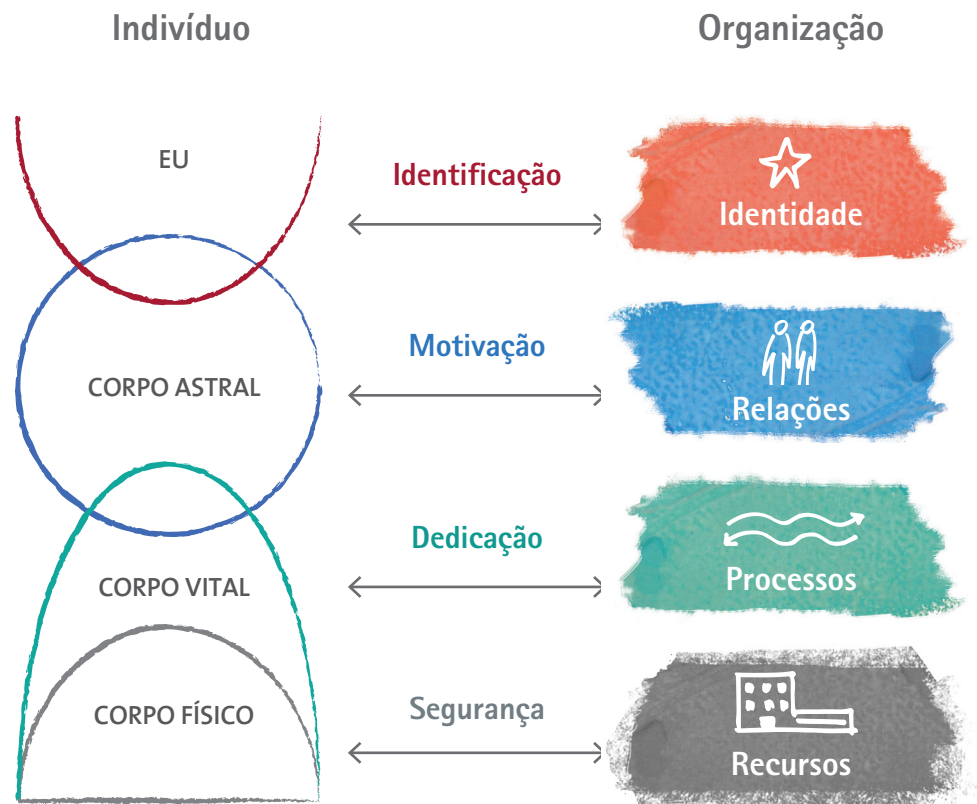 Indivíduo
Organização
EU
Identificação
Identidade
CORPO ASTRAL
Motivação
Relações
CORPO VITAL
Dedicação
Processos
CORPO FÍSICO
Segurança
Recursos